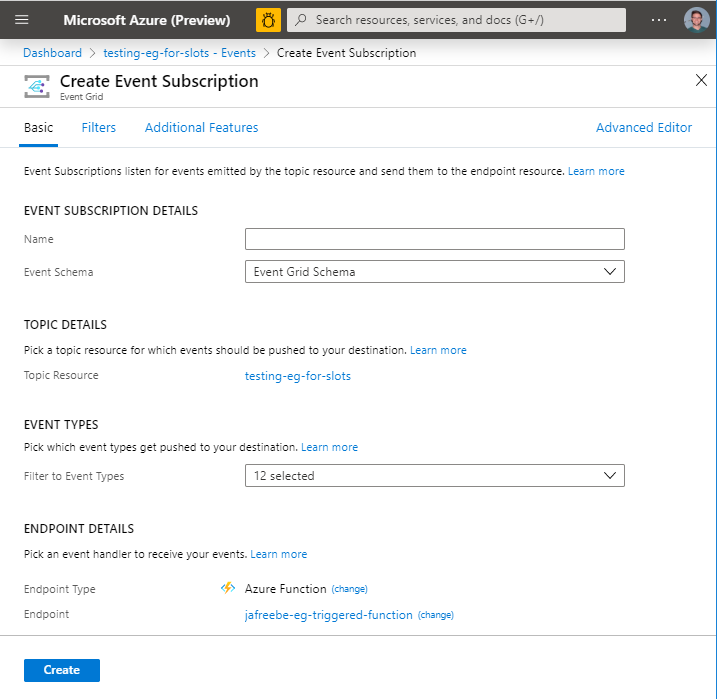 Microsoft Azure (Preview)
Search resources, services, and docs (G+/)
Dashboard > testing-eg-for-slots - Events > Create Event Subscription
Create Event Subscription
Event Grid
Basic Filters Additional Features Advanced Editor
Event Subscriptions listen for events emitted by the topic resource and send them to the endpoint resource. Learn more
EVENT SUBSCRIPTION DETAILS
Name
Event Schema Event Grid Schema
TOPIC DETAILS
Pick a topic resource for which events should be pushed to your destination. Learn more
Topic Resource testing-eg-for-slots
EVENT TYPES
Pick which event types get pushed to your destination. Learn more
Filter to Event Types 12 selected
ENDPOINT DETAILS
Pick an event handler to receive your events. Learn more
Endpoint Type Azure Function (change)
Endpoint jafreebe-eg-triggered-function (change)
Create